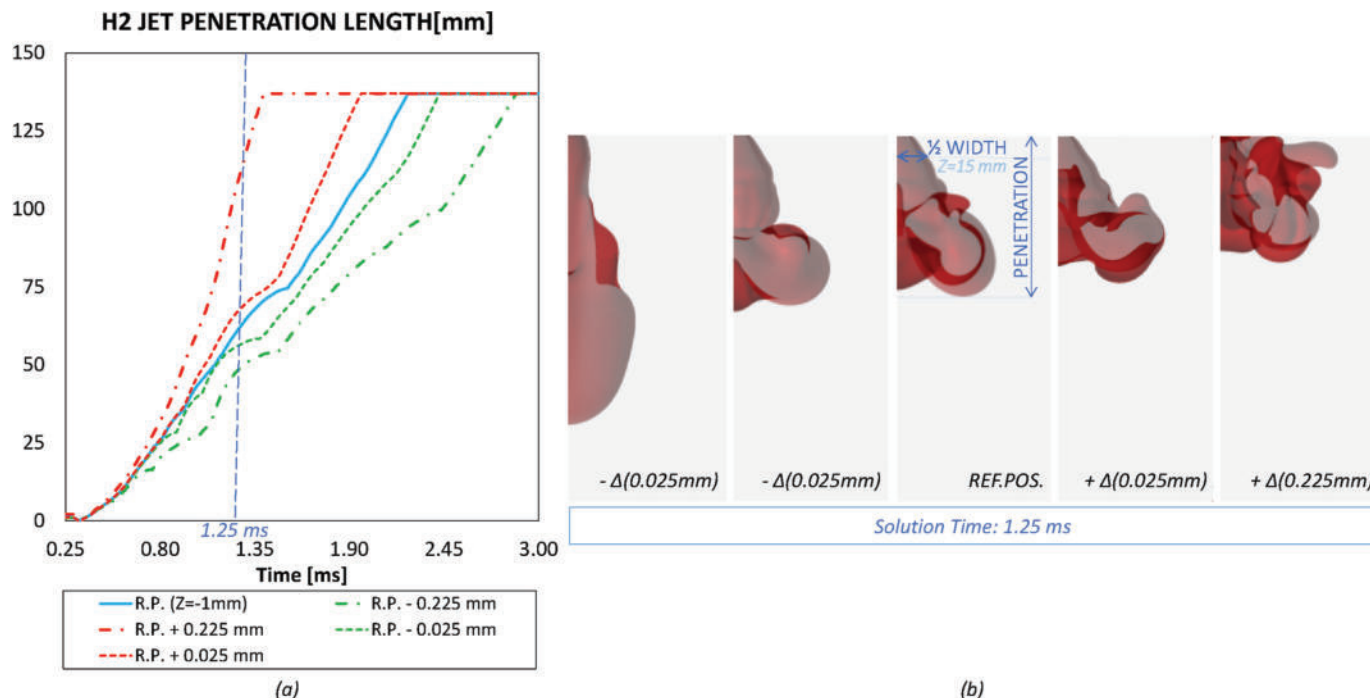 H2 JET PENETRATION LENGTH[mm]
150
125
100
75
50
25
0
1.25 ms
0.25 0.80 1.35 1.90 2.45 3.00
Time [ms]
R.P. (Z=-1mm) R.P. - 0.225 mm
R.P. + 0.225 mm R.P. - 0.025 mm
R.P. + 0.025 mm
(a)
½ WIDTH
Z=15 mm
PENETRATION
- Δ(0.025mm) - Δ(0.025mm) REF.POS. + Δ(0.025mm) + Δ(0.225mm)
Solution Time: 1.25 ms
(b)